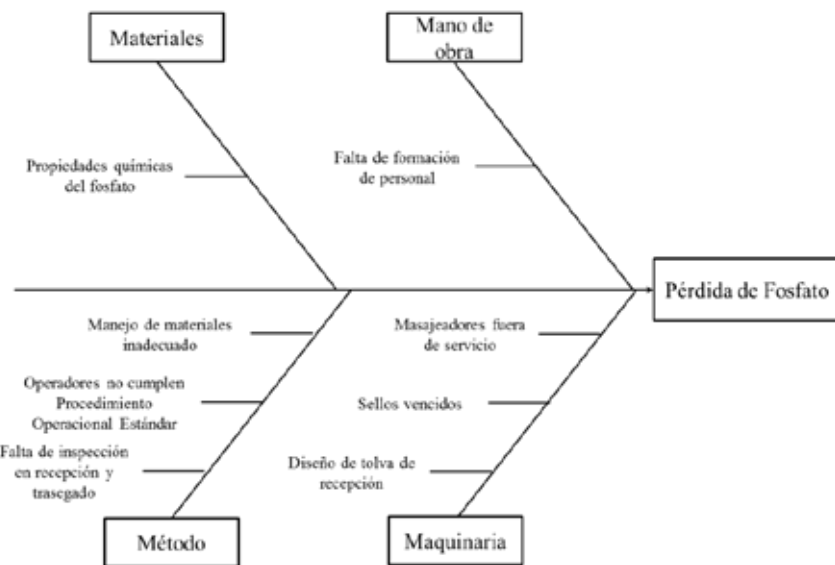 Materiales
Mano de
obra
Propiedades químicas
del fosfato
Falta de formación
de personal
Pérdida de Fosfato
Manejo de materiales
inadecuado
Operadores no cumplen
Procedimiento
Operacional Estándar
Falta de inspección
en recepción y
trasegado
Masajeadores fuera
de servicio
Sellos vencidos
Diseño de tolva de
recepción
Método
Maquinaria